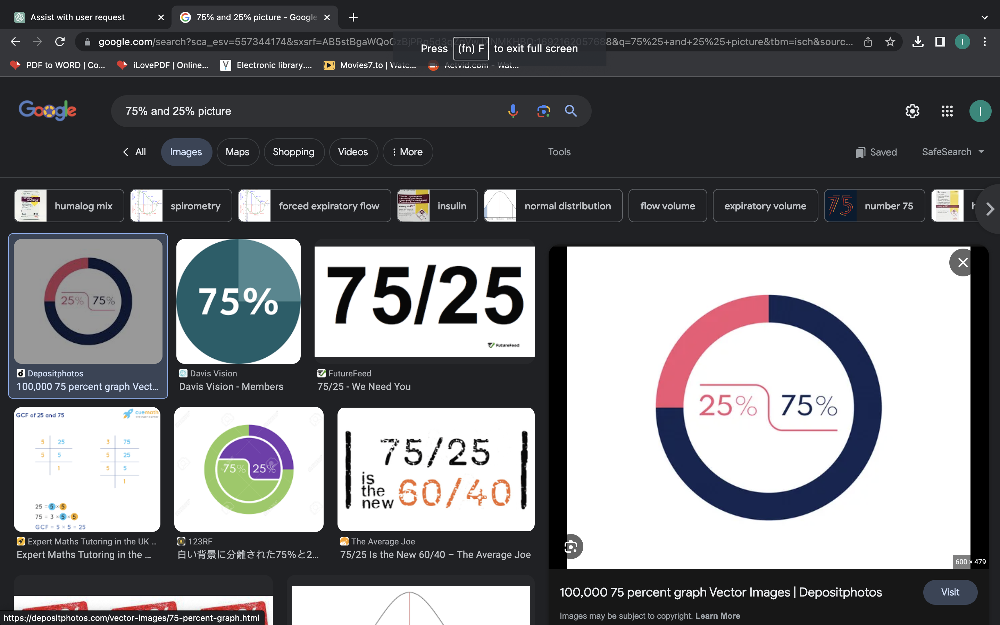 Assist with user request
75% and 25% picture - Google
google.com/search?sca_esv=557344174&sxsrf=
8&q=75%25+and+25%25+picture&tbm=isch&sourc...
Press (fn) F to exit full screen
PDF to WORD | Co...
iLovePDF | Online...
Electronic library....
Movies7.to | Watc...
Actvid.com - Wat...
Google
75% and 25% picture
I
I
All
Images
Maps
Shopping
Videos
More
Tools
Saved
SafeSearch
humalog mix
spirometry
forced expiratory flow
insulin
normal distribution
flow volume
expiratory volume
75
number 75
h
25% 75%
Depositphotos
100,000 75 percent graph Vect...
75%
Davis Vision
Davis Vision - Members
75/25
FutureFeed
FutureFeed
75/25 - We Need You
GCF of 25 and 75
cuemath
THE MATH EXPERT
5 25
5 5
1
3 75
5 25
5 5
1
25 = 5 × 5
75 = 3 × 5 × 5
GCF = 5 × 5 = 25
Expert Maths Tutoring in the UK ...
Expert Maths Tutoring in the ...
75% 25%
123RF
白い背景に分離された75%と2...
75/25
is
the
new 60/40
The Average Joe
75/25 Is the New 60/40 – The Average Joe
25% 75%
600 × 479
100,000 75 percent graph Vector Images | Depositphotos
Visit
Images may be subject to copyright. Learn More
https://depositphotos.com/vector-images/75-percent-graph.html